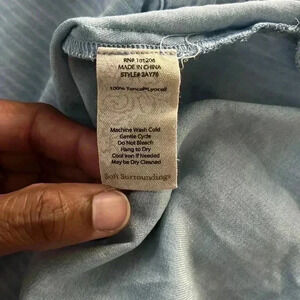 RN# 101206
MADE IN CHINA
STYLE# 3AY76
100% Tencel® Lyocell
Machine Wash Cold
Gentle Cycle
Do Not Bleach
Hang to Dry
Cool Iron if Needed
May be Dry Cleaned
Soft Surroundings